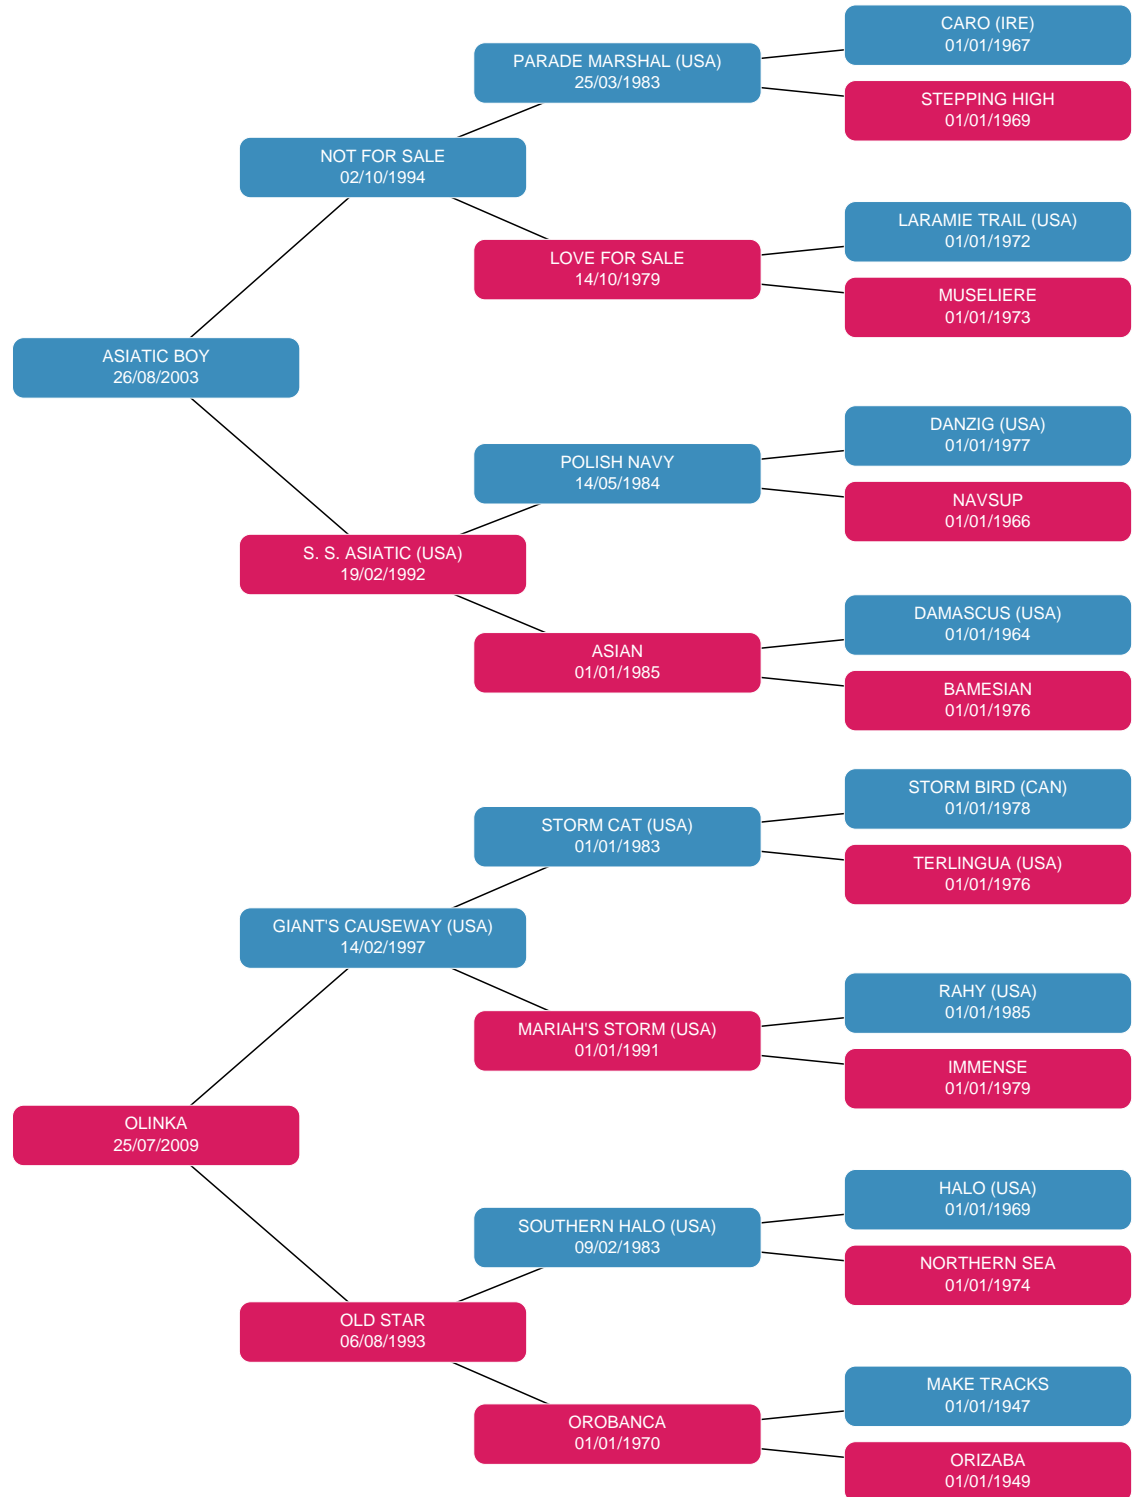 CARO (IRE)
01/01/1967
PARADE MARSHAL (USA)
25/03/1983
STEPPING HIGH
01/01/1969
NOT FOR SALE
02/10/1994
LARAMIE TRAIL (USA)
01/01/1972
LOVE FOR SALE
14/10/1979
MUSELIERE
01/01/1973
ASIATIC BOY
26/08/2003
DANZIG (USA)
01/01/1977
POLISH NAVY
14/05/1984
NAVSUP
01/01/1966
S. S. ASIATIC (USA)
19/02/1992
DAMASCUS (USA)
01/01/1964
ASIAN
01/01/1985
BAMESIAN
01/01/1976
STORM BIRD (CAN)
01/01/1978
STORM CAT (USA)
01/01/1983
TERLINGUA (USA)
01/01/1976
GIANT'S CAUSEWAY (USA)
14/02/1997
RAHY (USA)
01/01/1985
MARIAH'S STORM (USA)
01/01/1991
IMMENSE
01/01/1979
OLINKA
25/07/2009
HALO (USA)
01/01/1969
SOUTHERN HALO (USA)
09/02/1983
NORTHERN SEA
01/01/1974
OLD STAR
06/08/1993
MAKE TRACKS
01/01/1947
OROBANCA
01/01/1970
ORIZABA
01/01/1949